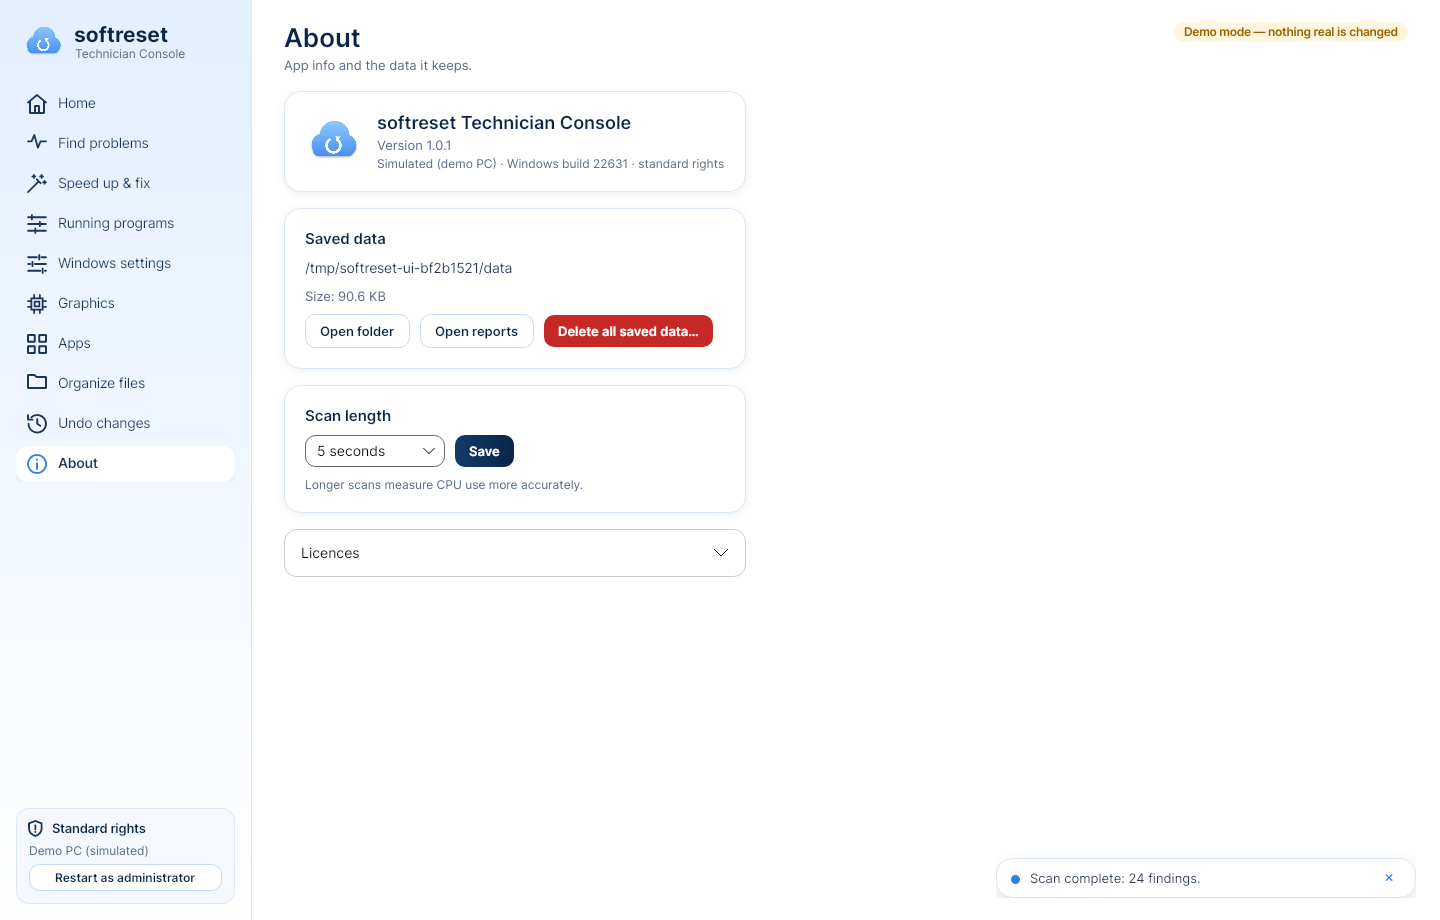 softreset
Technician Console
Home
Find problems
Speed up & fix
Running programs
Windows settings
Graphics
Apps
Organize files
Undo changes
About
Standard rights
Demo PC (simulated)
Restart as administrator
About
App info and the data it keeps.
Demo mode — nothing real is changed
softreset Technician Console
Version 1.0.1
Simulated (demo PC) · Windows build 22631 · standard rights
Saved data
/tmp/softreset-ui-bf2b1521/data
Size: 90.6 KB
Open folder
Open reports
Delete all saved data...
Scan length
5 seconds
Save
Longer scans measure CPU use more accurately.
Licences
Scan complete: 24 findings.